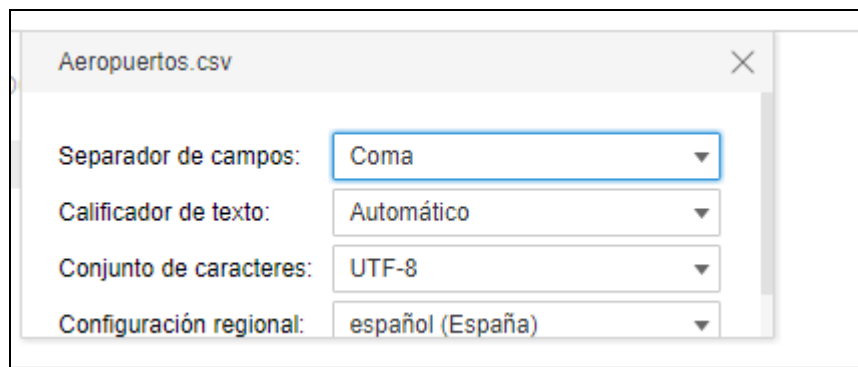 Aeropuertos.csv
Separador de campos: Coma
Calificador de texto: Automático
Conjunto de caracteres: UTF-8
Configuración regional: español (España)